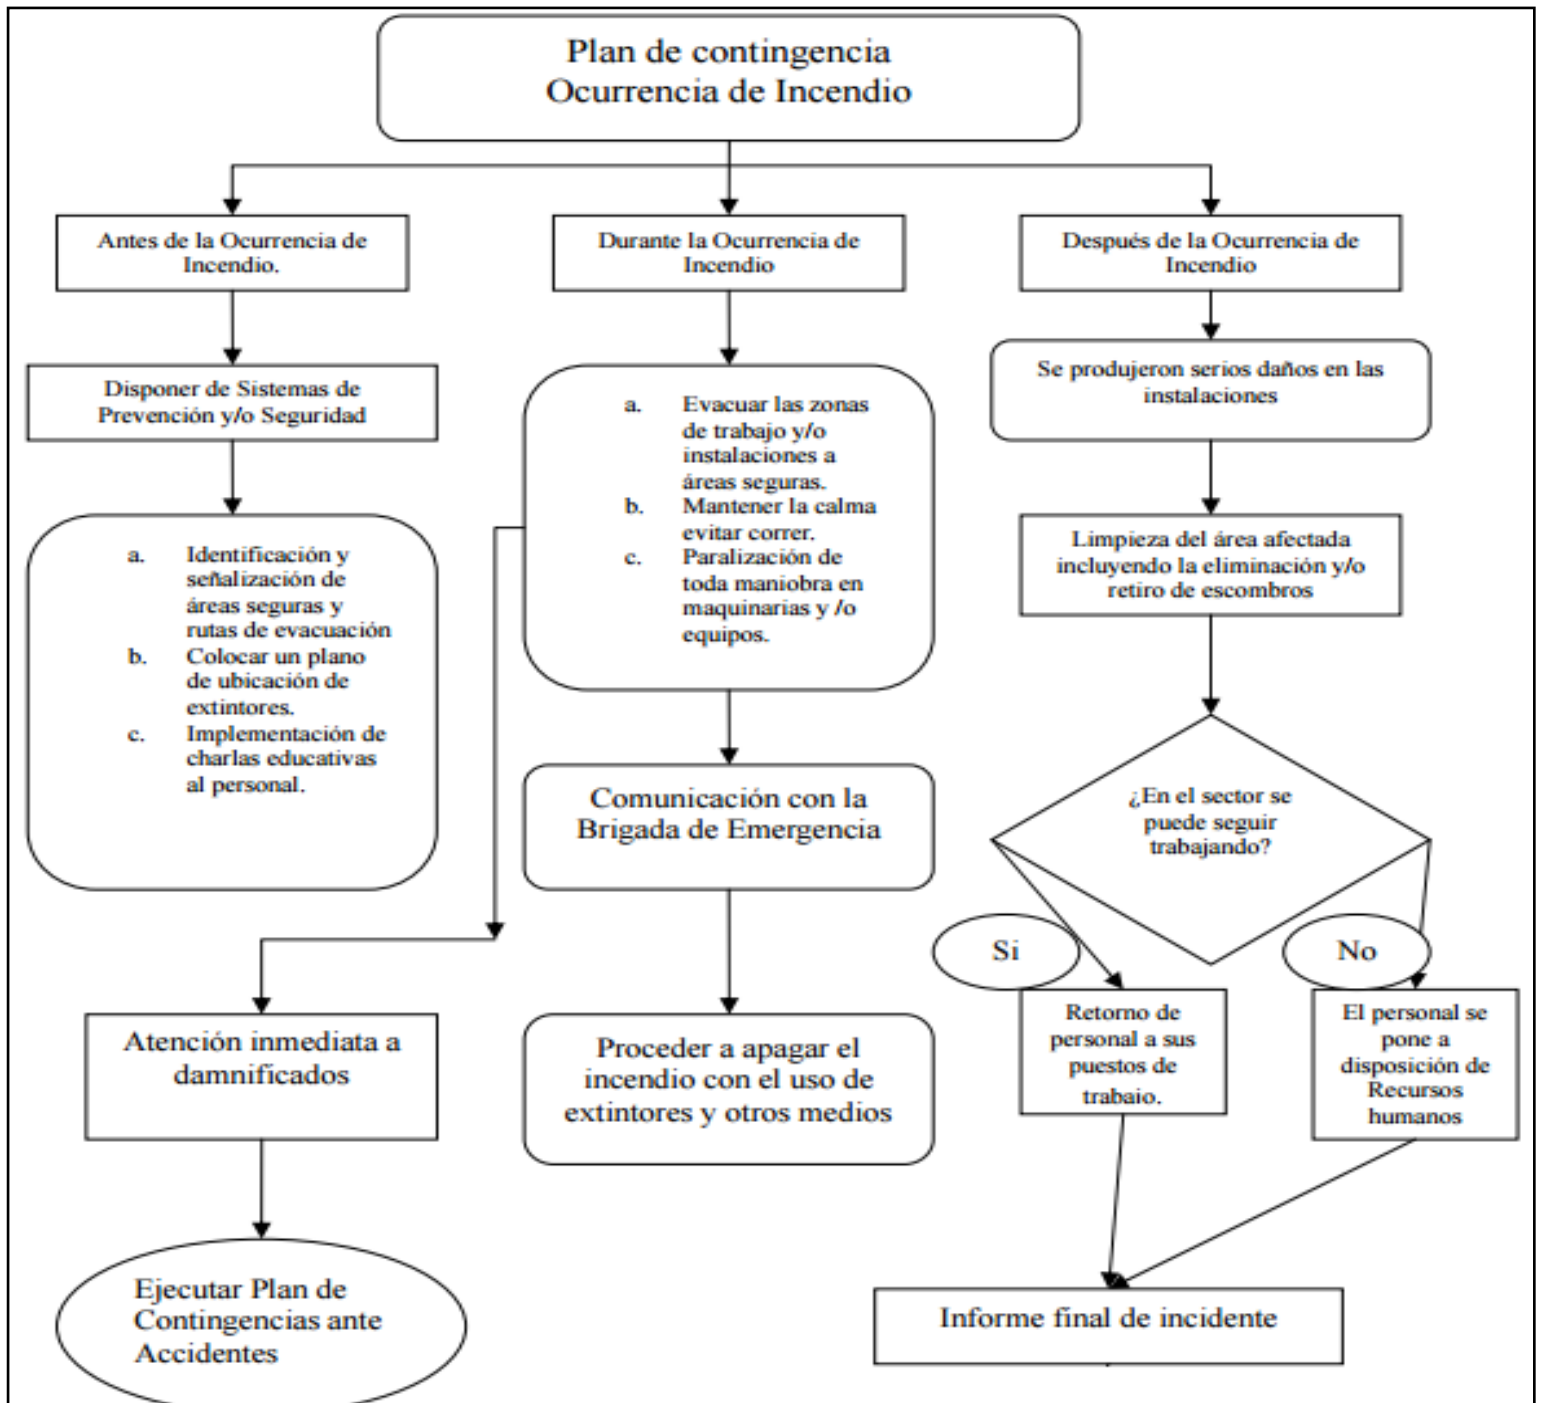 Plan de contingencia
Ocurrencia de Incendio
Antes de la Ocurrencia de
Incendio.
Durante la Ocurrencia de
Incendio
Después de la Ocurrencia de
Incendio
Disponer de Sistemas de
Prevención y/o Seguridad
a. Identificación y
señalización de
áreas seguras y
rutas de evacuación
b. Colocar un plano
de ubicación de
extintores.
c. Implementación de
charlas educativas
al personal.
a. Evacuar las zonas
de trabajo y/o
instalaciones a
áreas seguras.
b. Mantener la calma
evitar correr.
c. Paralización de
toda maniobra en
maquinarias y /o
equipos.
Comunicación con la
Brigada de Emergencia
Proceder a apagar el
incendio con el uso de
extintores y otros medios
Atención inmediata a
damnificados
Ejecutar Plan de
Contingencias ante
Accidentes
Se produjeron serios daños en las
instalaciones
Limpieza del área afectada
incluyendo la eliminación y/o
retiro de escombros
¿En el sector se
puede seguir
trabajando?
Si
No
Retorno de
personal a sus
puestos de
trabaio.
El personal se
pone a
disposición de
Recursos
humanos
Informe final de incidente